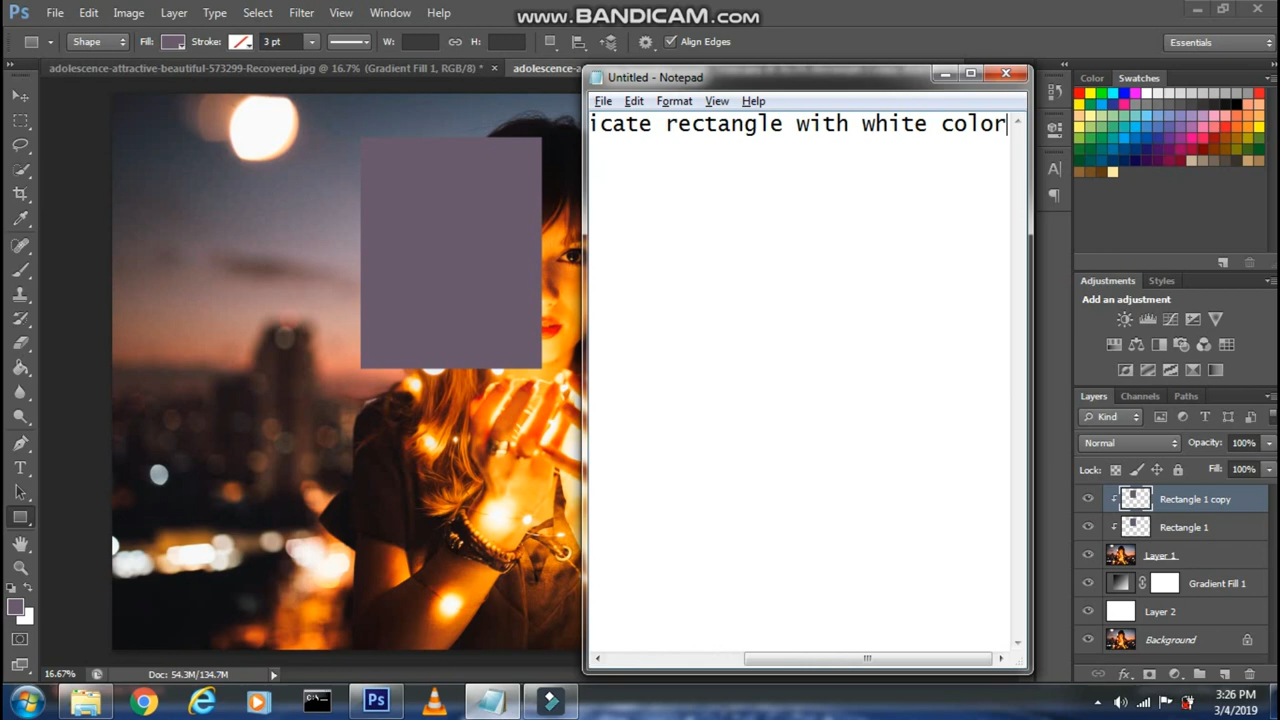 Ps File Edit Image Layer Type Select Filter View Window Help
www.BANDICAM.com
Shape Fill: Stroke: 3 pt W: H: Align Edges Essentials
adolescence-attractive-beautiful-573299-Recovered.jpg @ 16.7% (Gradient Fill 1, RGB/8) * × adolescence-a
Untitled - Notepad
File Edit Format View Help
icate rectangle with white color
Color Swatches
Adjustments Styles
Add an adjustment
Layers Channels Paths
Kind
Normal Opacity: 100%
Lock: Fill: 100%
Rectangle 1 copy
Rectangle 1
Layer 1
Gradient Fill 1
Layer 2
Background
16.67% Doc: 54.3M/134.7M
Ps
3:26 PM
3/4/2019